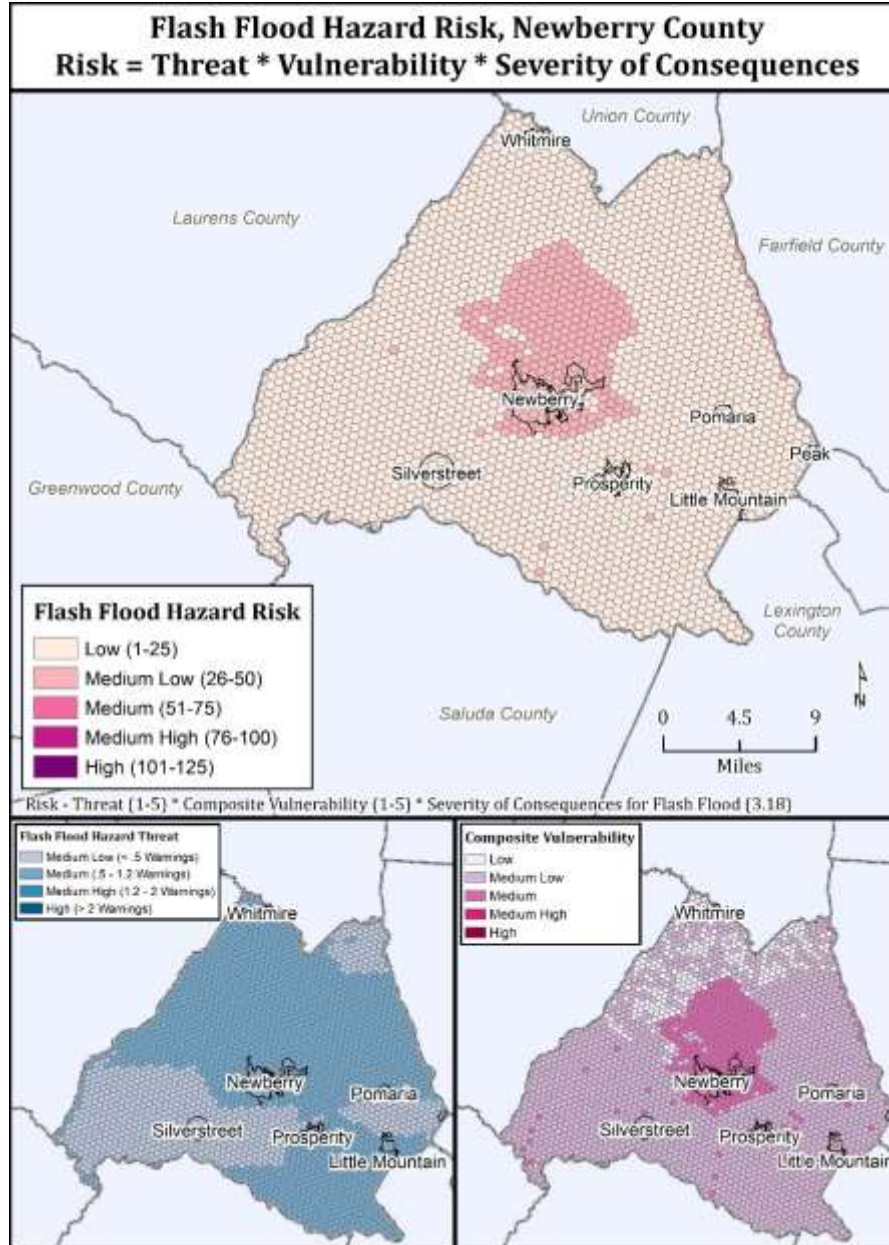 Flash Flood Hazard Risk, Newberry County
Risk = Threat * Vulnerability * Severity of Consequences
Union County
Whitmire
Laurens County
Fairfield County
Newberry
Pomaria
Peak
Silverstreet
Prosperity
Greenwood County
Little Mountain
Lexington
County
Saluda County
Flash Flood Hazard Risk
Low (1-25)
Medium Low (26-50)
Medium (51-75)
Medium High (76-100)
High (101-125)
N
0 4.5 9
Miles
Risk - Threat (1-5) * Composite Vulnerability (1-5) * Severity of Consequences for Flash Flood (3.18)
Flash Flood Hazard Threat
Medium Low (< .5 Warnings)
Medium (.5 - 1.2 Warnings)
Medium High (1.2 - 2 Warnings)
High (> 2 Warnings)
Whitmire
Newberry
Pomaria
Silverstreet
Prosperity
Little Mountain
Composite Vulnerability
Low
Medium Low
Medium
Medium High
High
Whitmire
Newberry
Pomaria
Silverstreet
Prosperity
Little Mountain